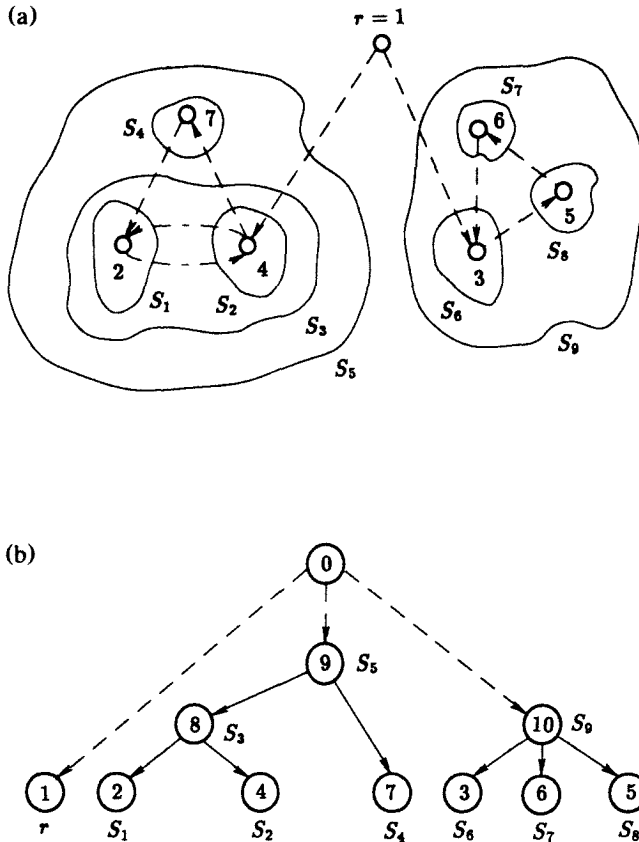 (a)
r = 1
S₇
7
6
S₄
5
2
4
3
S₈
S₁
S₂
S₆
S₃
S₉
S₅
(b)
0
9
S₅
8
S₃
10
S₉
1
2
4
7
3
6
5
r
S₁
S₂
S₄
S₆
S₇
S₈